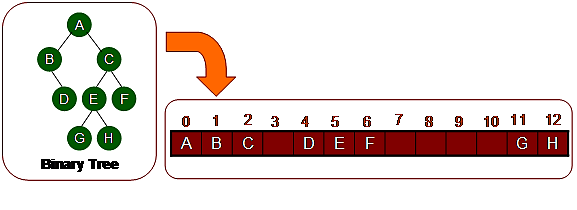 A
B C
D E F
G H
Binary Tree
0 1 2 3 4 5 6 7 8 9 10 11 12
A B C D E F G H